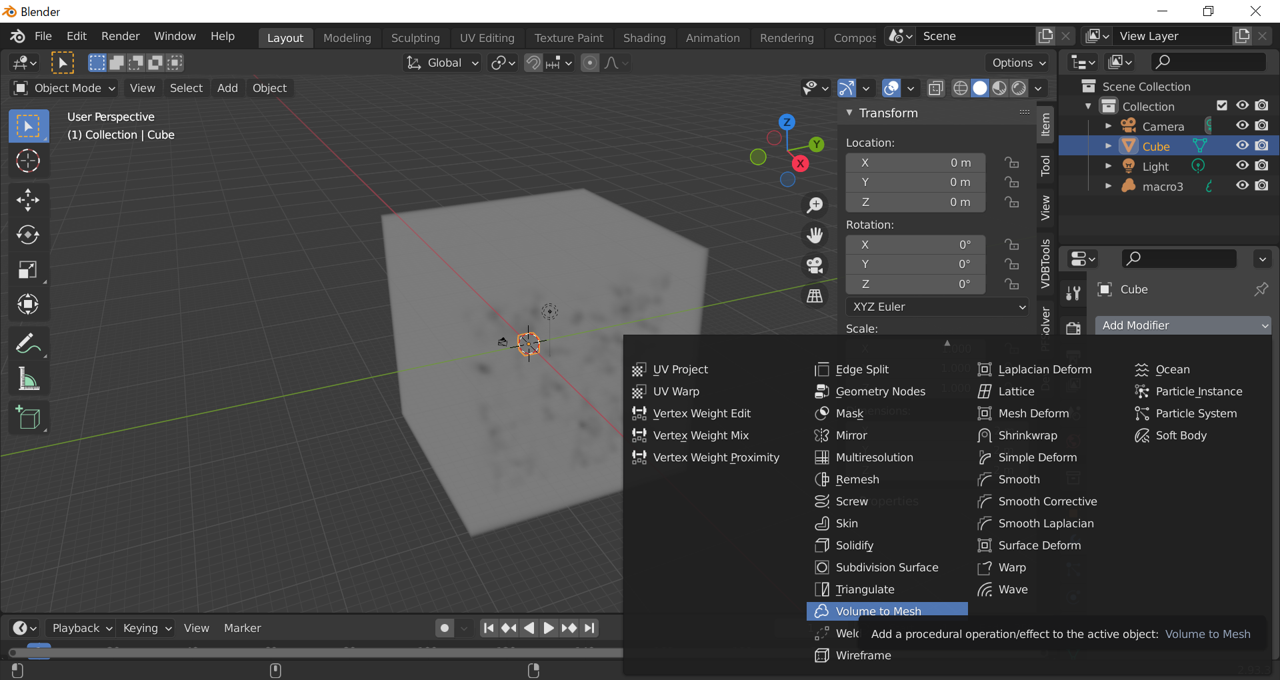 Blender
File Edit Render Window Help Layout Modeling Sculpting UV Editing Texture Paint Shading Animation Rendering Compos Scene View Layer
Global Options
Object Mode View Select Add Object
User Perspective
(1) Collection | Cube
Z
Y
X
Transform
Location:
X 0 m
Y 0 m
Z 0 m
Rotation:
X 0°
Y 0°
Z 0°
XYZ Euler
Scale:
Item
Tool
View
VDBTools
Scene Collection
Collection
Camera
Cube
Light
macro3
Cube
Add Modifier
UV Project
UV Warp
Vertex Weight Edit
Vertex Weight Mix
Vertex Weight Proximity
Edge Split
Geometry Nodes
Mask
Mirror
Multiresolution
Remesh
Screw
Skin
Solidify
Subdivision Surface
Triangulate
Volume to Mesh
Wel
Wireframe
Laplacian Deform
Lattice
Mesh Deform
Shrinkwrap
Simple Deform
Smooth
Smooth Corrective
Smooth Laplacian
Surface Deform
Warp
Wave
Ocean
Particle Instance
Particle System
Soft Body
Add a procedural operation/effect to the active object: Volume to Mesh
Playback Keying View Marker